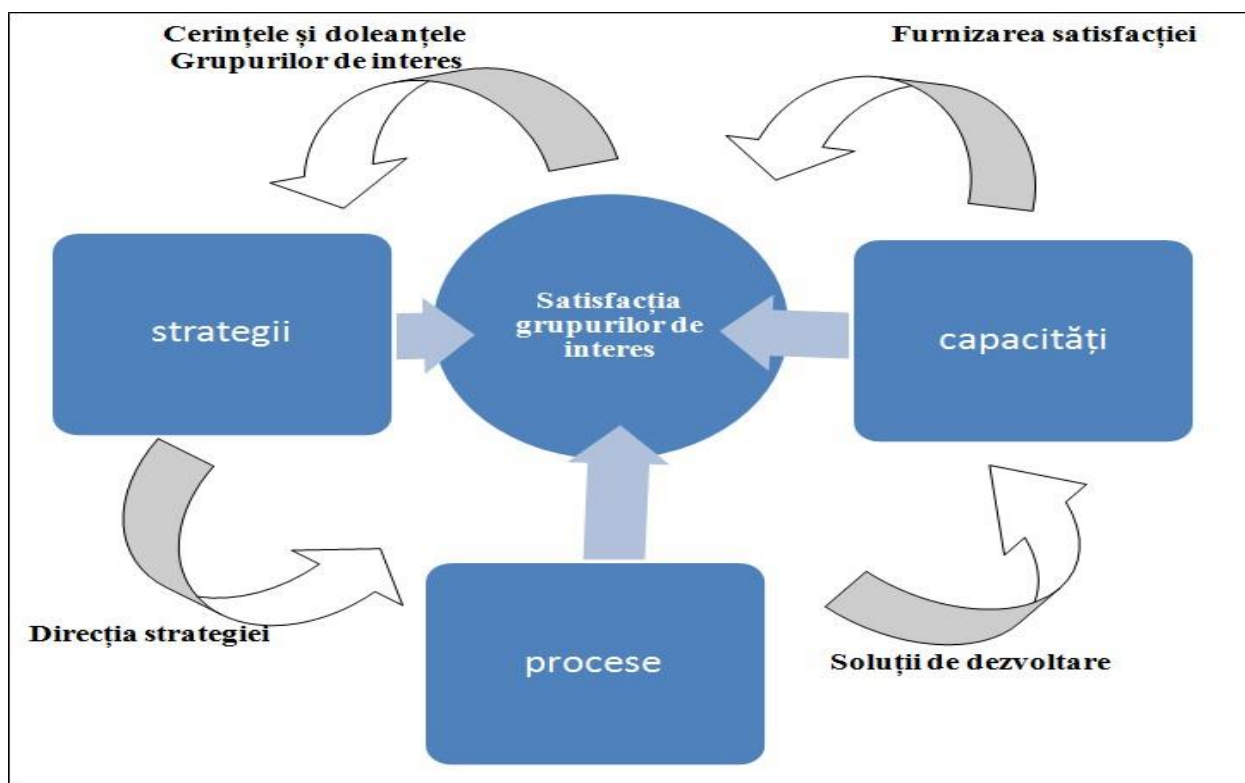 Cerințele și doleanțele
Grupurilor de interes
Furnizarea satisfacției
strategii
Satisfacția
grupurilor de
interes
capacități
Direcția strategiei
procese
Soluții de dezvoltare